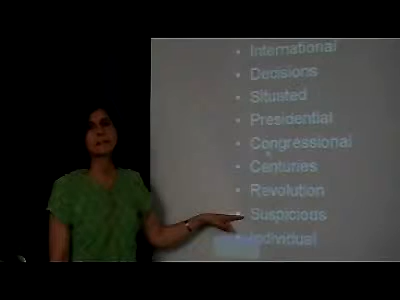 • International
• Decisions
• Situated
• Presidential
• Congressional
• Centuries
• Revolution
• Suspicious
• Individual